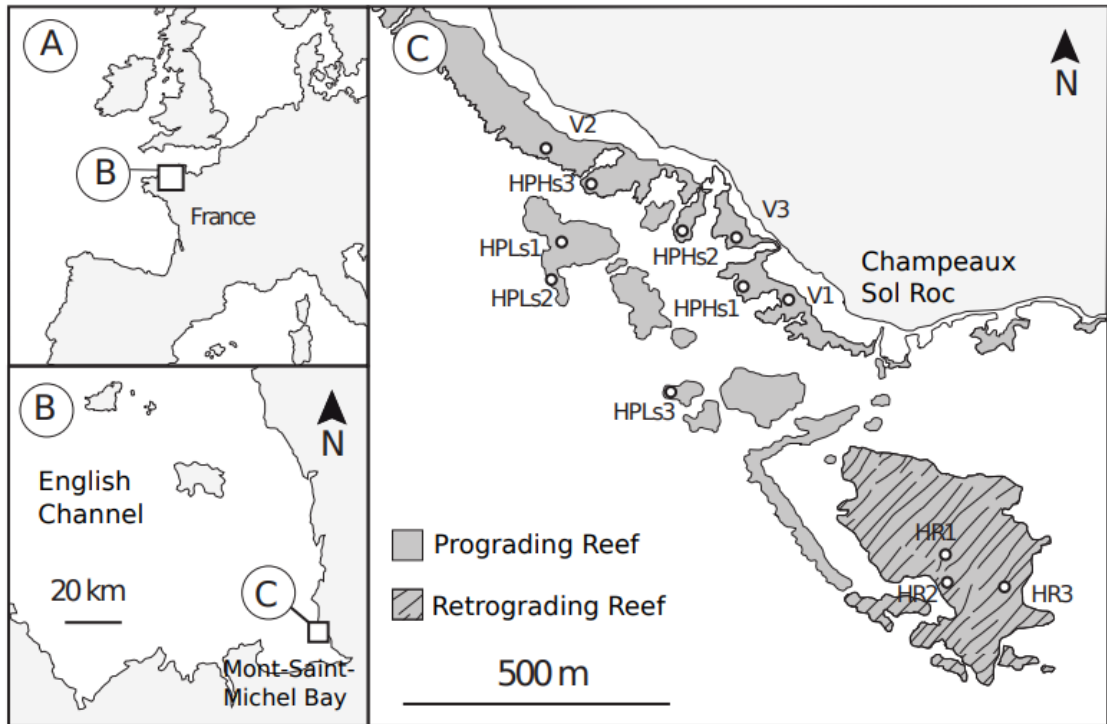 A
B
France
B
N
English
Channel
20 km
C
Mont-Saint-
Michel Bay
C
N
V2
HPHs3
V3
HPLs1
HPHs2
Champeaux
Sol Roc
HPLs2
HPHs1
V1
HPLs3
HR1
HR2
HR3
Prograding Reef
Retrograding Reef
500 m